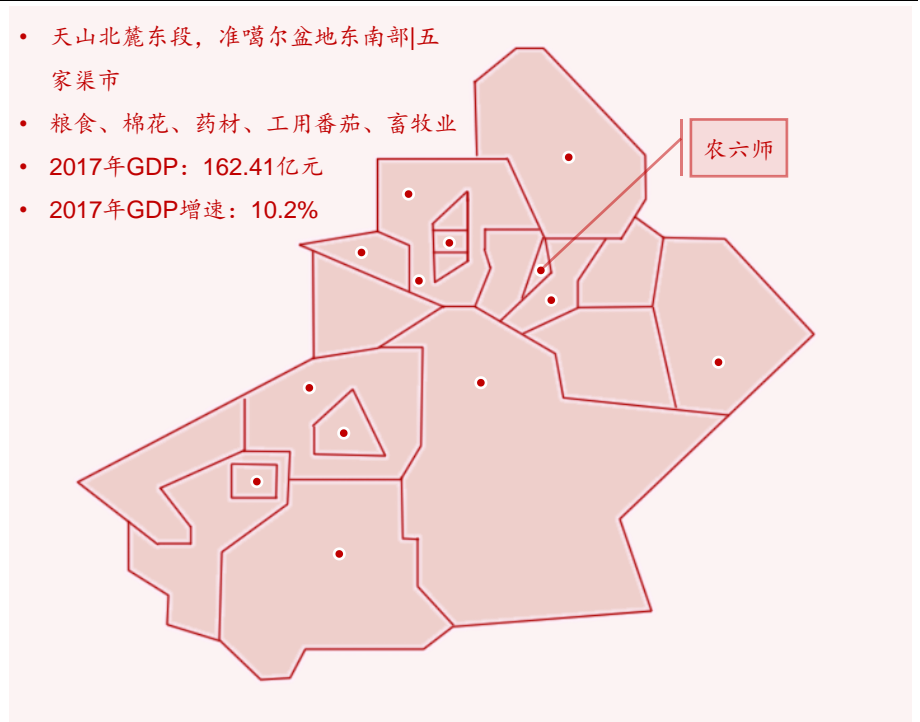 • 天山北麓东段，准噶尔盆地东南部|五
家渠市
• 粮食、棉花、药材、工用番茄、畜牧业
• 2017年GDP：162.41亿元
• 2017年GDP增速：10.2%
农六师